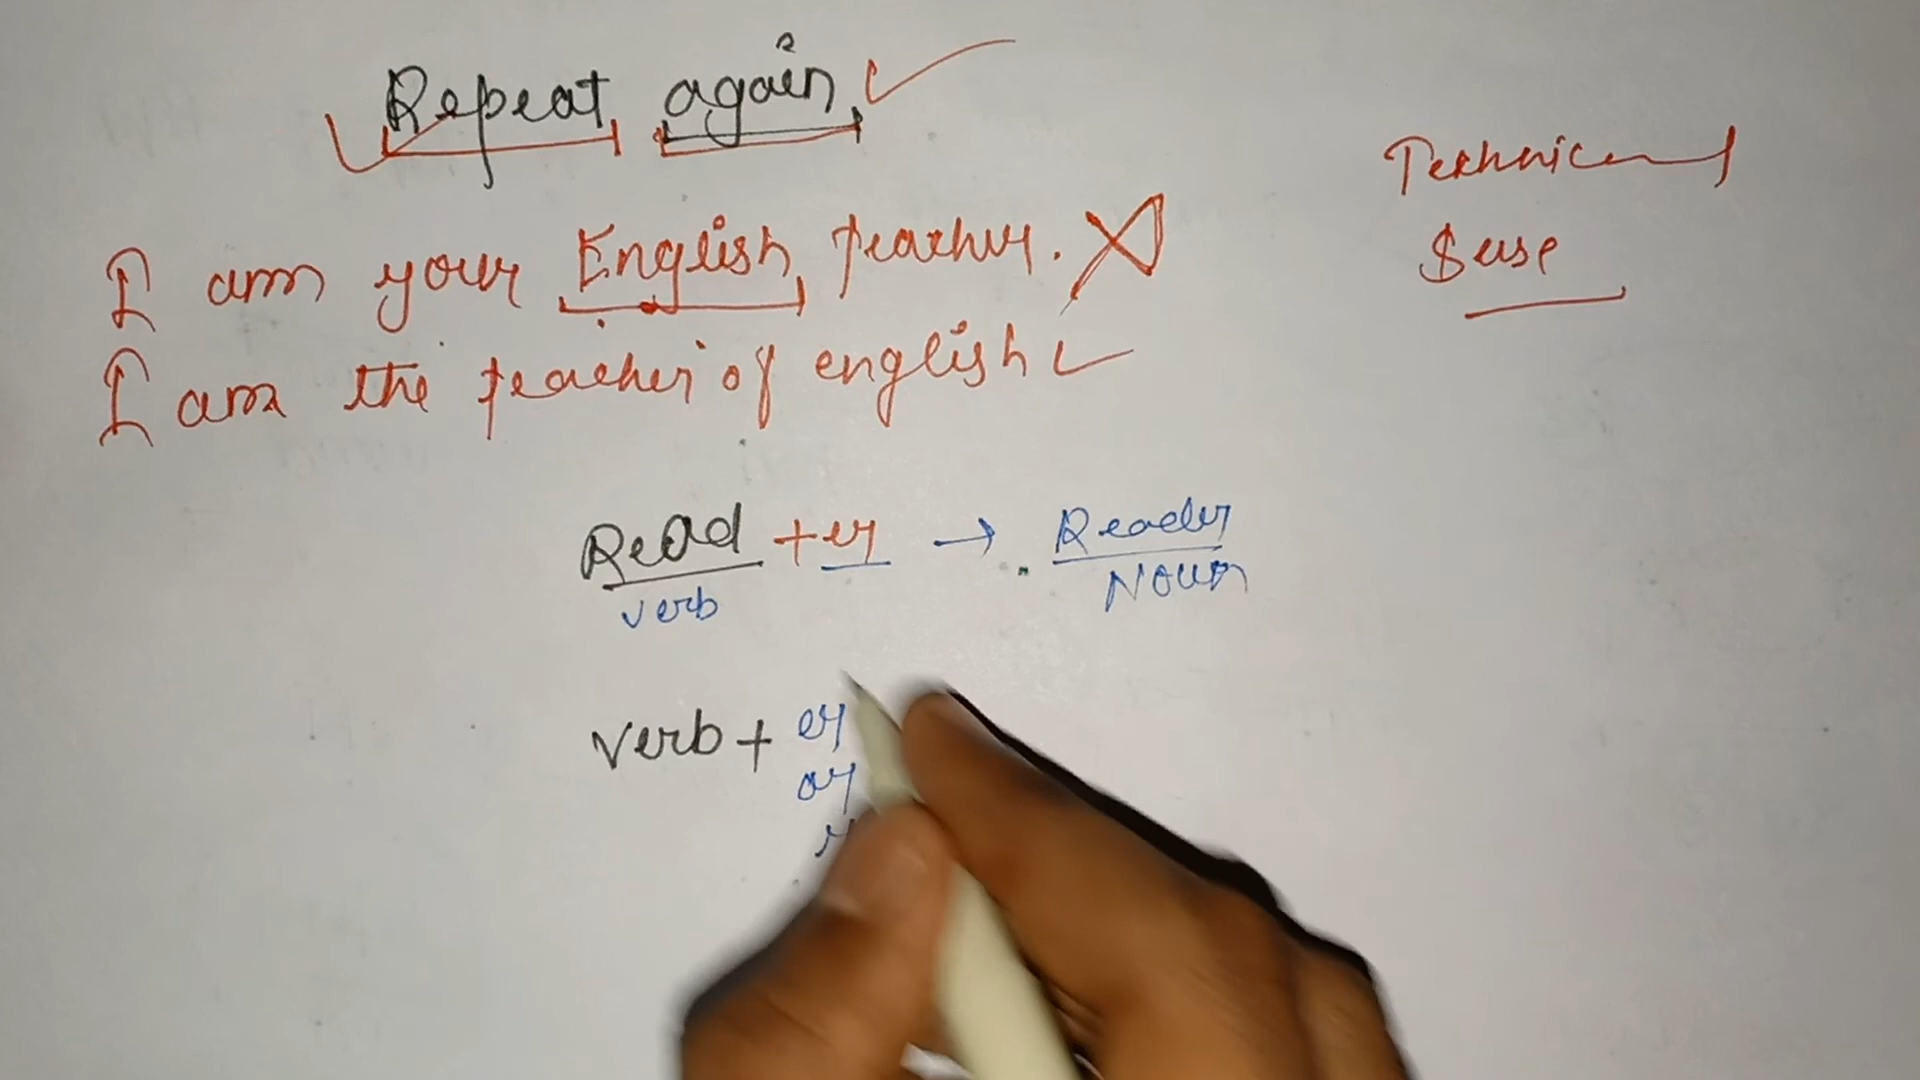 Repeat again
Technical
Sense
I am your English teacher.
I am the teacher of english
Read + er → Reader
verb
Noun
verb + er
or
r